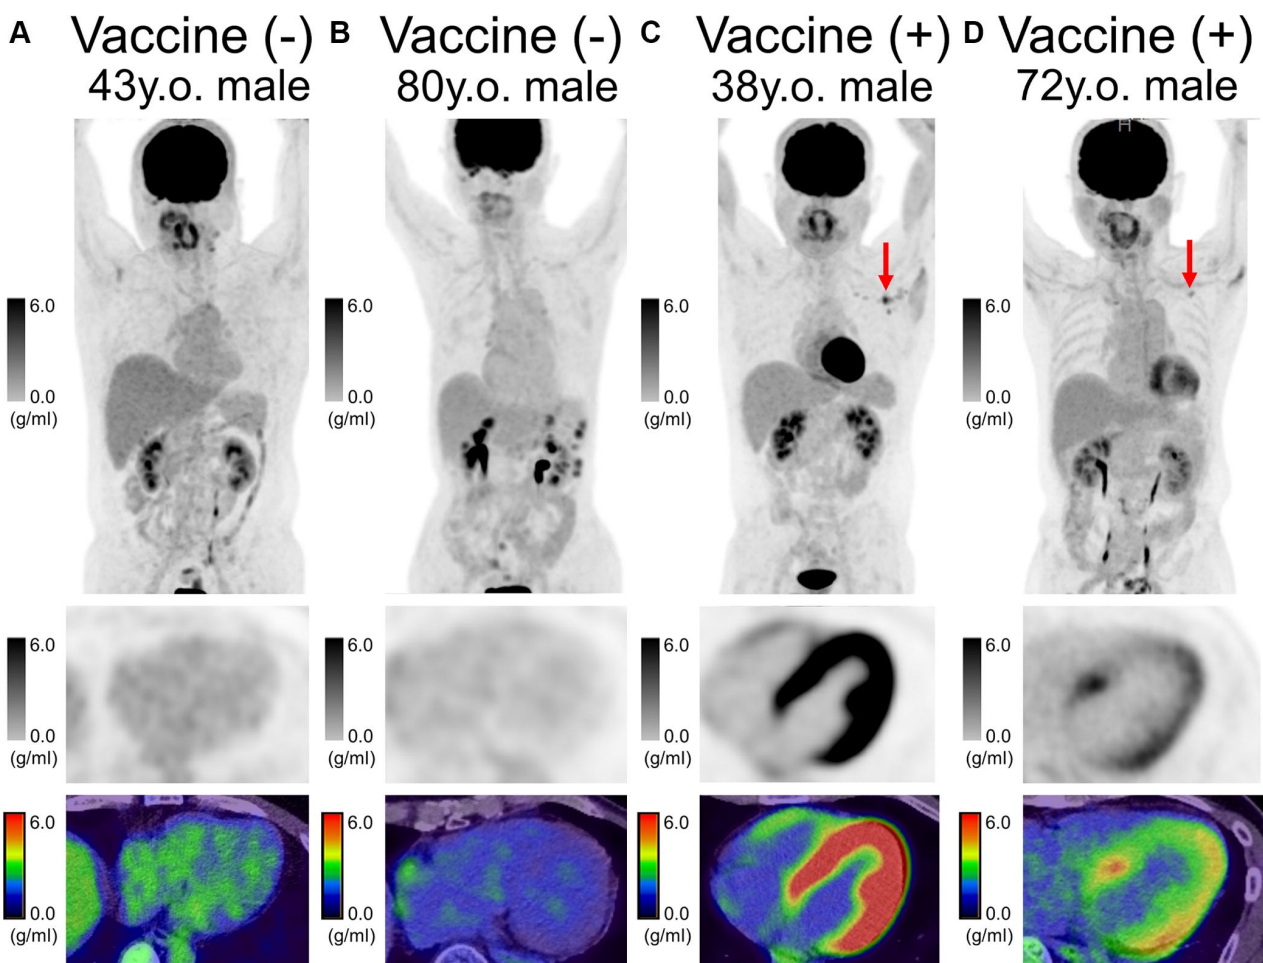 A Vaccine (-) B Vaccine (-) C Vaccine (+) D Vaccine (+)
43y.o. male 80y.o. male 38y.o. male 72y.o. male
H
6.0 6.0 6.0 6.0
0.0 0.0 0.0 0.0
(g/ml) (g/ml) (g/ml) (g/ml)
6.0 6.0 6.0 6.0
0.0 0.0 0.0 0.0
(g/ml) (g/ml) (g/ml) (g/ml)
6.0 6.0 6.0 6.0
0.0 0.0 0.0 0.0
(g/ml) (g/ml) (g/ml) (g/ml)